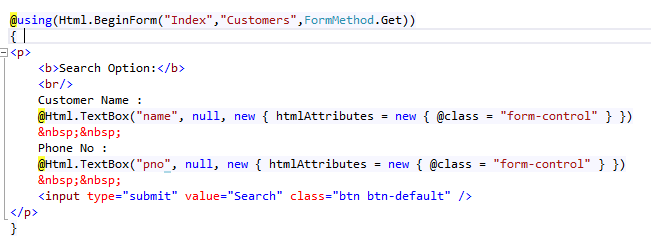 @using(Html.BeginForm("Index","Customers",FormMethod.Get))
{
<p>
<b>Search Option:</b>
<br/>
Customer Name :
@Html.TextBox("name", null, new { htmlAttributes = new { @class = "form-control" } })
&nbsp;&nbsp;
Phone No :
@Html.TextBox("pno", null, new { htmlAttributes = new { @class = "form-control" } })
&nbsp;&nbsp;
<input type="submit" value="Search" class="btn btn-default" />
</p>
}